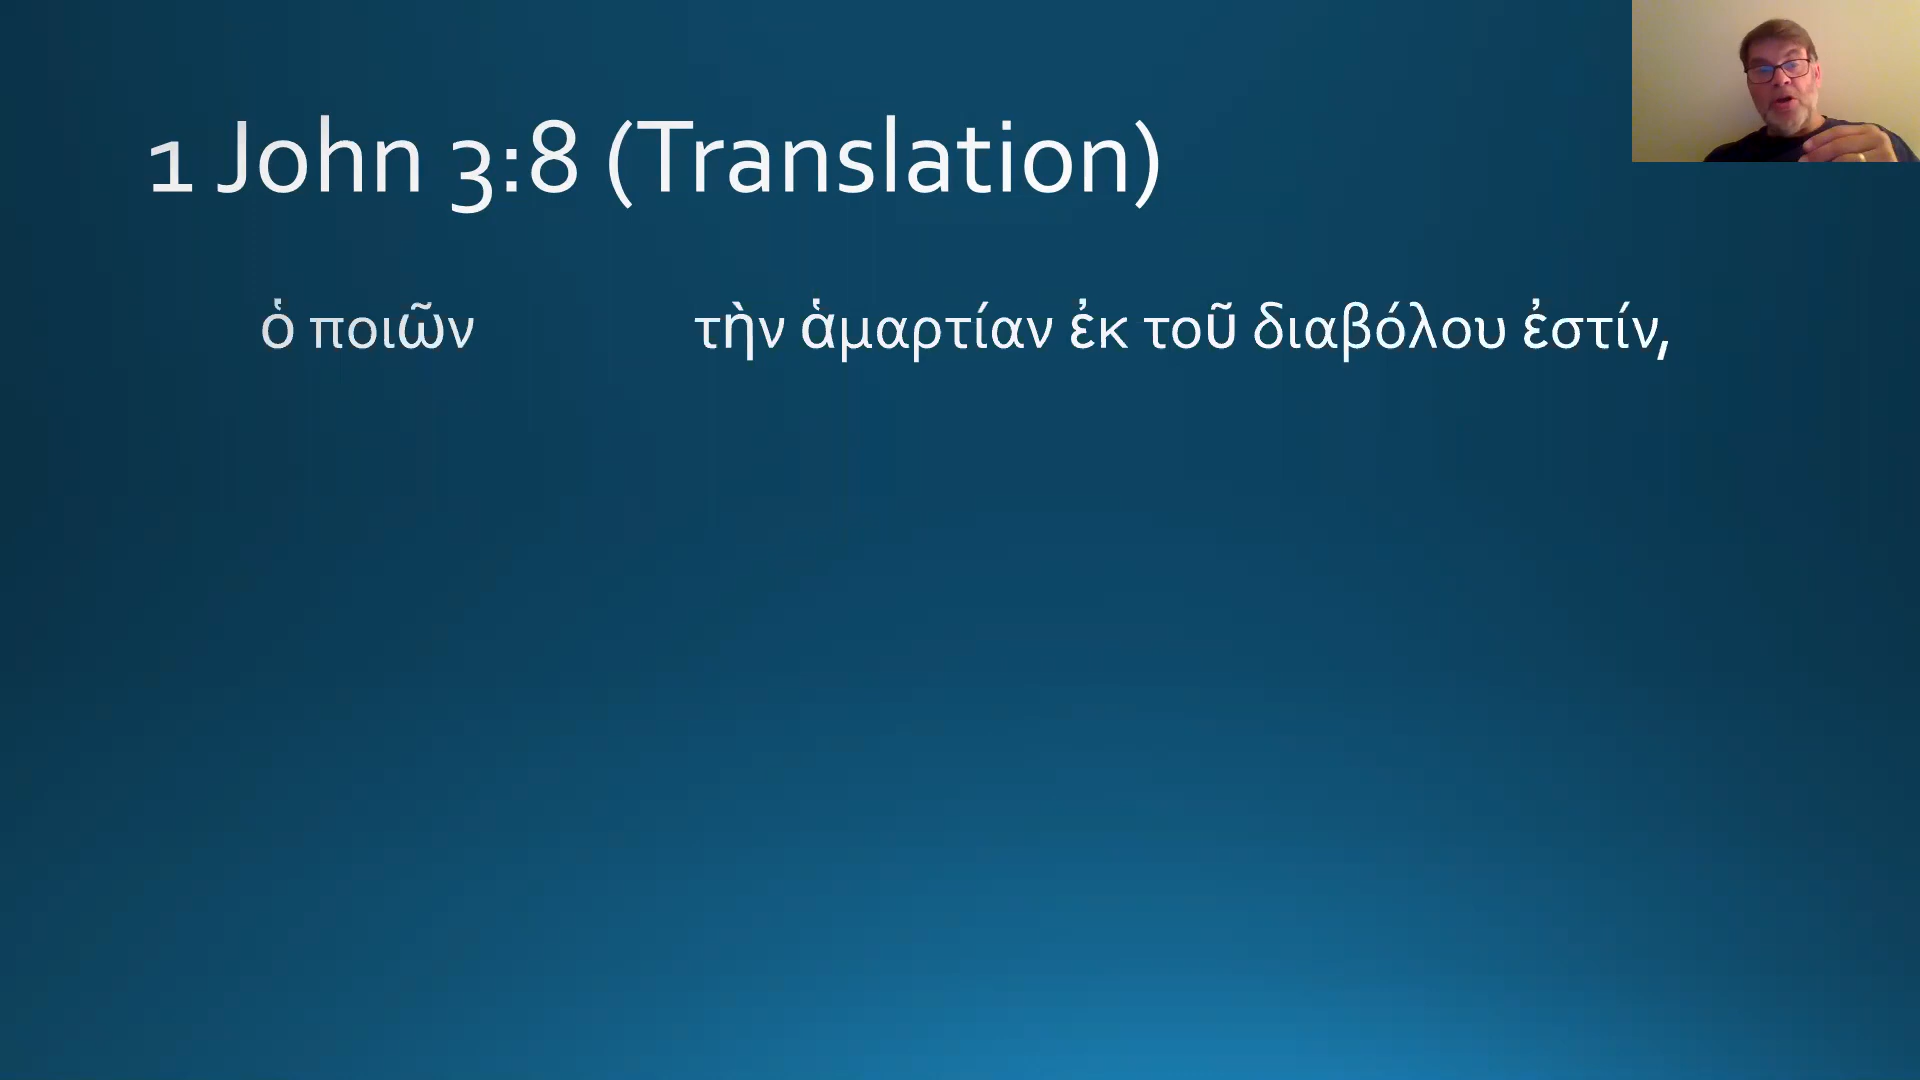 1 John 3:8 (Translation)
ὁ ποιῶν τὴν ἁμαρτίαν ἐκ τοῦ διαβόλου ἐστίν,